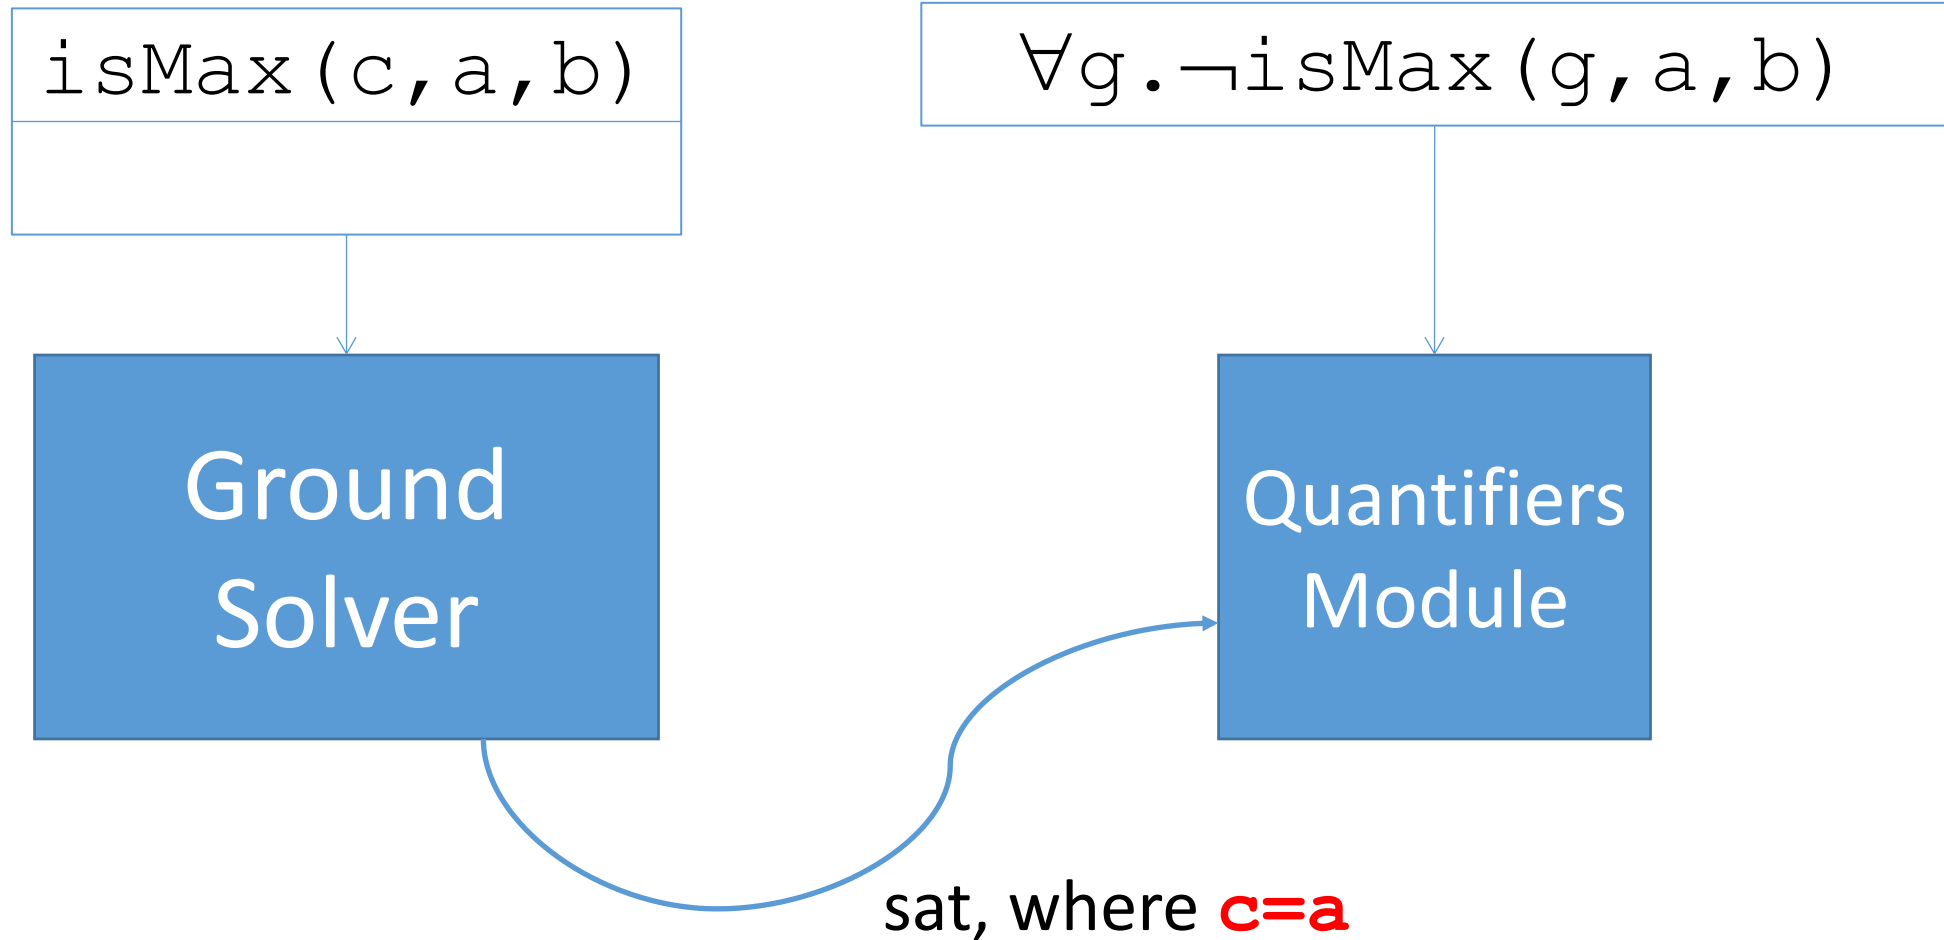 isMax(c,a,b)
∀g.¬isMax(g,a,b)
Ground
Solver
Quantifiers
Module
sat, where c=a